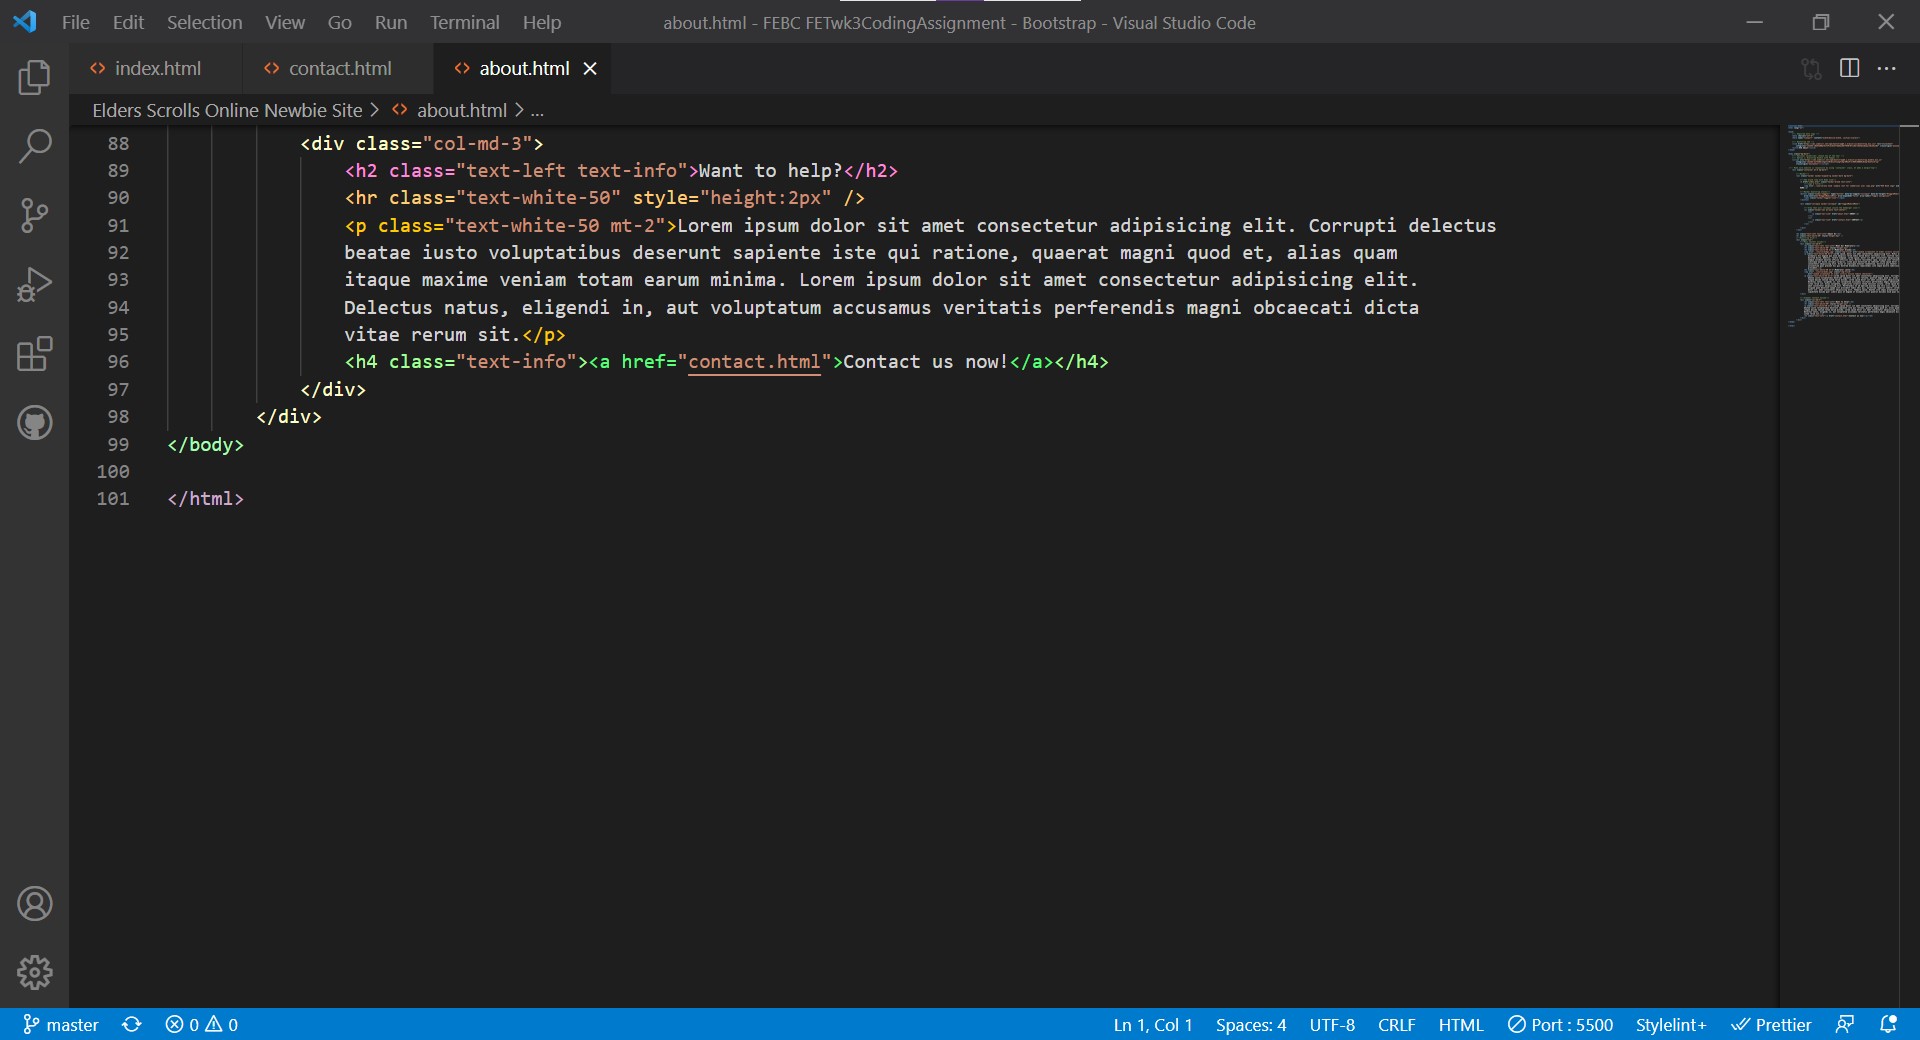 File Edit Selection View Go Run Terminal Help about.html - FEBC FETwk3CodingAssignment - Bootstrap - Visual Studio Code
index.html contact.html about.html
Elders Scrolls Online Newbie Site > about.html > ...
88 <div class="col-md-3">
89 <h2 class="text-left text-info">Want to help?</h2>
90 <hr class="text-white-50" style="height:2px" />
91 <p class="text-white-50 mt-2">Lorem ipsum dolor sit amet consectetur adipisicing elit. Corrupti delectus
92 beatae iusto voluptatibus deserunt sapiente iste qui ratione, quaerat magni quod et, alias quam
93 itaque maxime veniam totam earum minima. Lorem ipsum dolor sit amet consectetur adipisicing elit.
94 Delectus natus, eligendi in, aut voluptatum accusamus veritatis perferendis magni obcaecati dicta
95 vitae rerum sit.</p>
96 <h4 class="text-info"><a href="contact.html">Contact us now!</a></h4>
97 </div>
98 </div>
99 </body>
100
101 </html>
master 0 0 Ln 1, Col 1 Spaces: 4 UTF-8 CRLF HTML Port : 5500 Stylelint+ Prettier